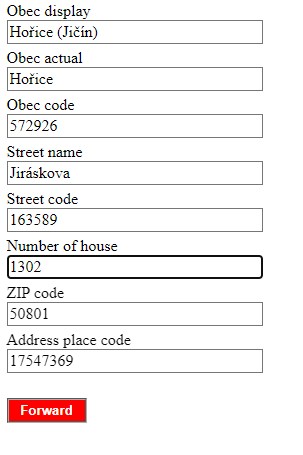 Obec display
Hořice (Jičín)
Obec actual
Hořice
Obec code
572926
Street name
Jiráskova
Street code
163589
Number of house
1302
ZIP code
50801
Address place code
17547369
Forward